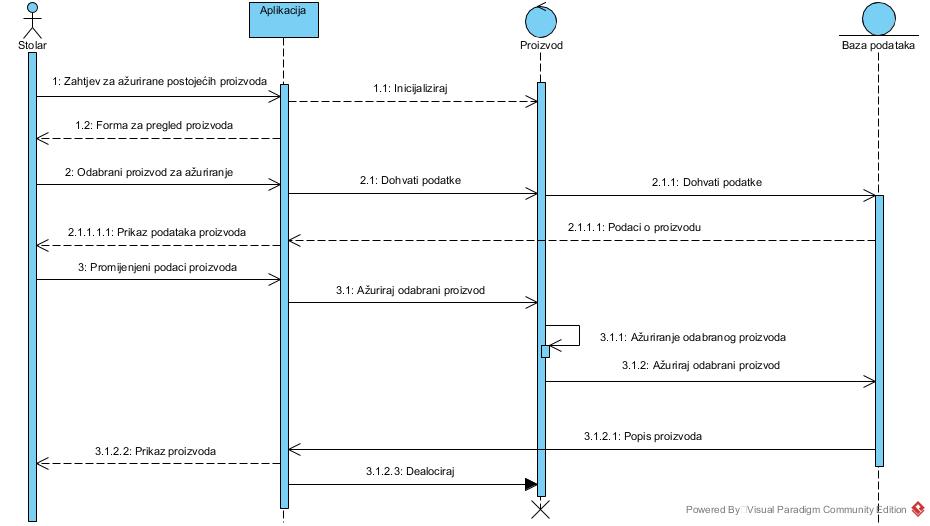 Aplikacija
Stolar
Proizvod
Baza podataka
1: Zahtjev za ažurirane postojećih proizvoda
1.1: Inicijaliziraj
1.2: Forma za pregled proizvoda
2: Odabrani proizvod za ažuriranje
2.1: Dohvati podatke
2.1.1: Dohvati podatke
2.1.1.1: Podaci o proizvodu
2.1.1.1.1: Prikaz podataka proizvoda
3: Promijenjeni podaci proizvoda
3.1: Ažuriraj odabrani proizvod
3.1.1: Ažuriranje odabranog proizvoda
3.1.2: Ažuriraj odabrani proizvod
3.1.2.1: Popis proizvoda
3.1.2.2: Prikaz proizvoda
3.1.2.3: Dealociraj
Powered By Visual Paradigm Community Edition